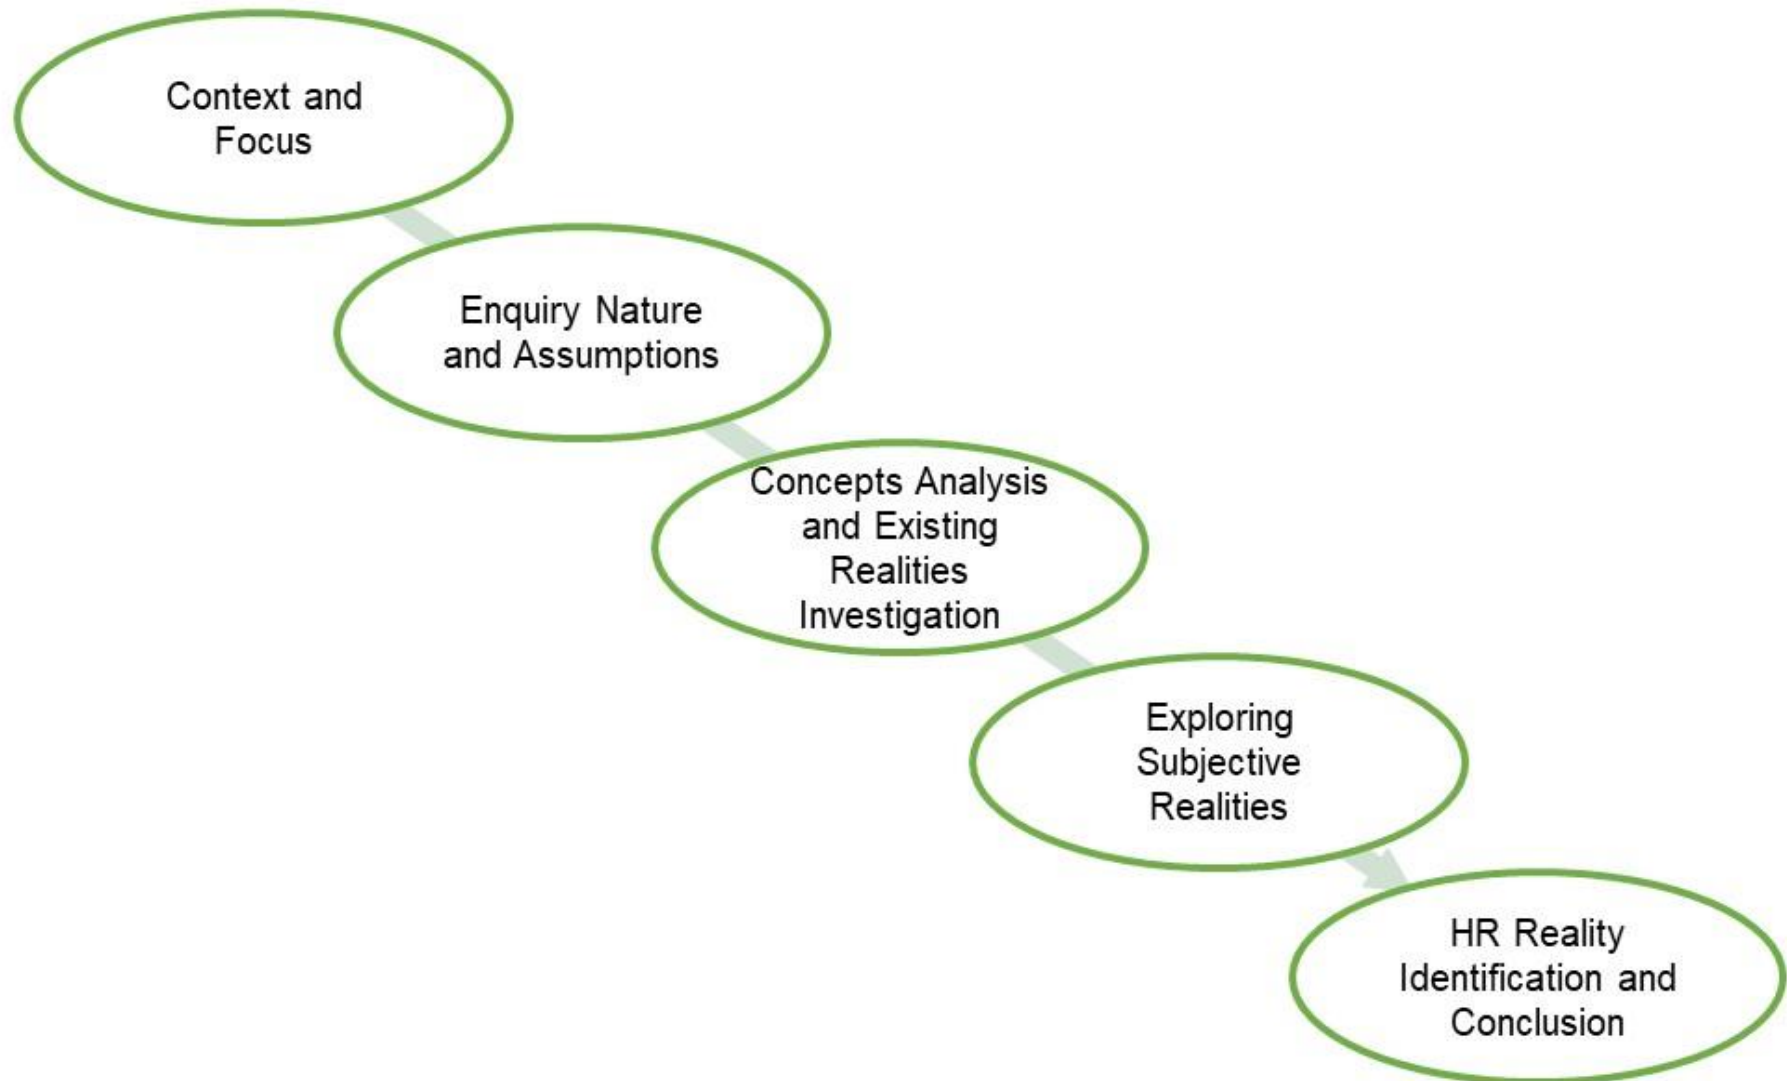 Context and
Focus
Enquiry Nature
and Assumptions
Concepts Analysis
and Existing
Realities
Investigation
Exploring
Subjective
Realities
HR Reality
Identification and
Conclusion